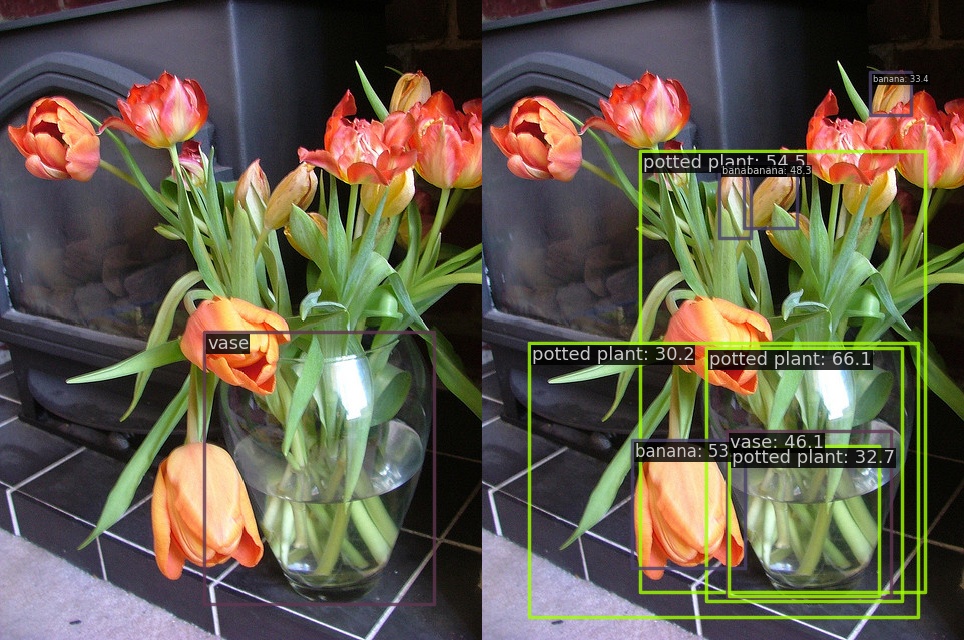 vase
banana: 33.4
potted plant: 54.5
banabanana: 48.3
potted plant: 30.2
potted plant: 66.1
vase: 46.1
banana: 53
potted plant: 32.7